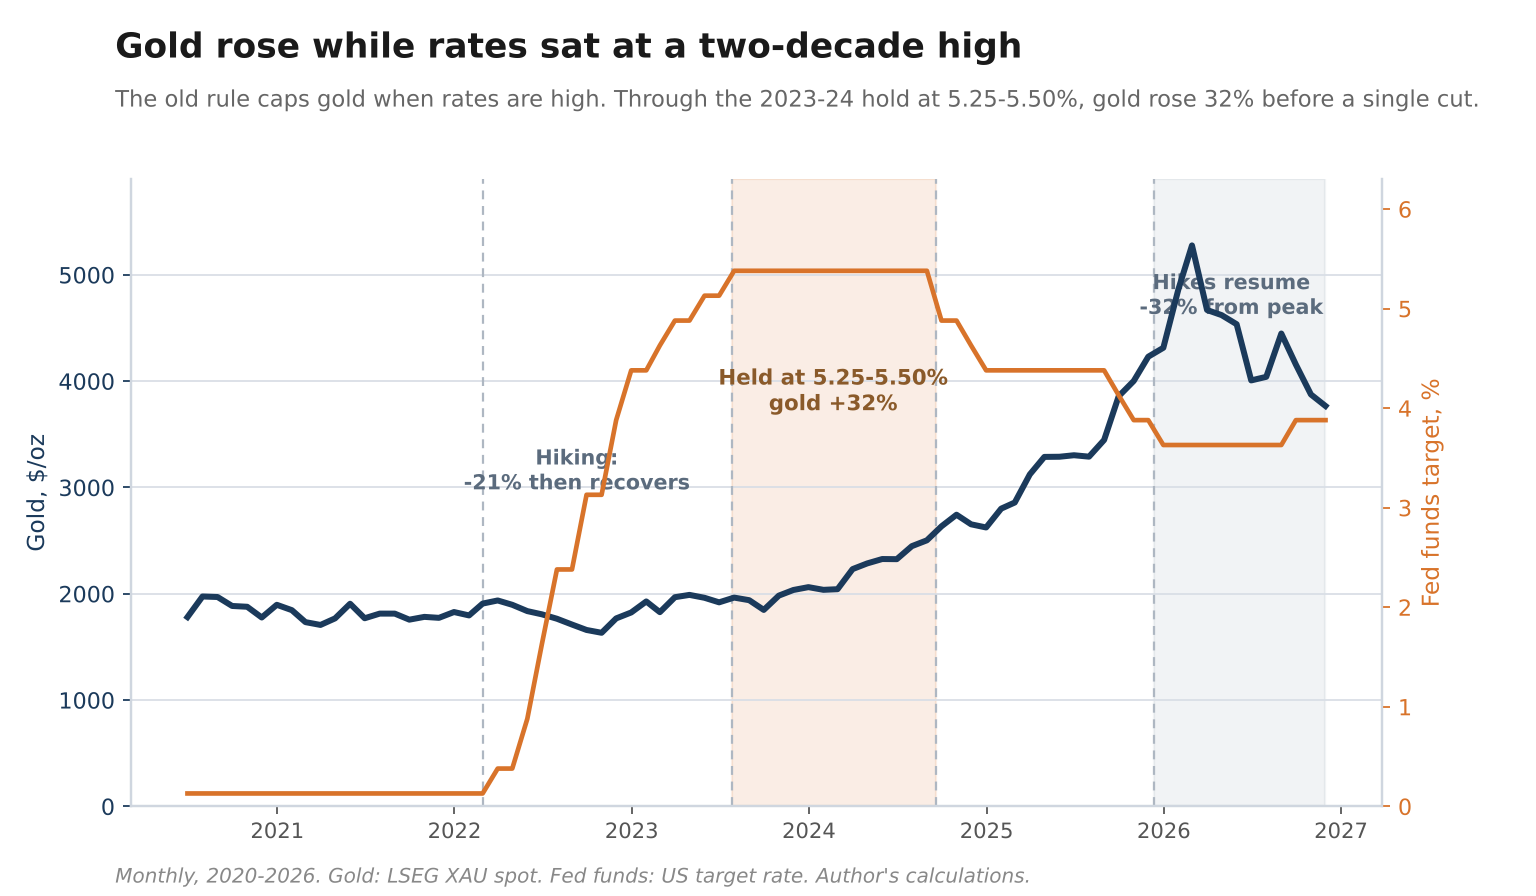 Gold rose while rates sat at a two-decade high
The old rule caps gold when rates are high. Through the 2023-24 hold at 5.25-5.50%, gold rose 32% before a single cut.
Gold, $/oz
5000
4000
3000
2000
1000
0
Hiking:
-21% then recovers
Held at 5.25-5.50%
gold +32%
Hikes resume
-32% from peak
6
5
4
3
2
1
0
Fed funds target, %
2021
2022
2023
2024
2025
2026
2027
Monthly, 2020-2026. Gold: LSEG XAU spot. Fed funds: US target rate. Author's calculations.